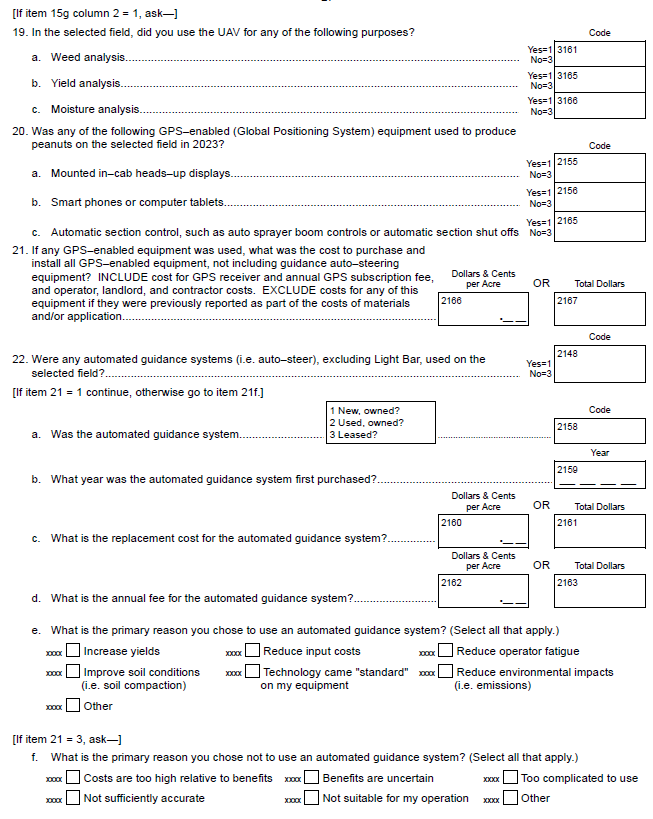 [If item 15g column 2 = 1, ask—]
19. In the selected field, did you use the UAV for any of the following purposes?
Code
a. Weed analysis
Yes=1 3161
No=3
b. Yield analysis
Yes=1 3165
No=3
c. Moisture analysis
Yes=1 3166
No=3
20. Was any of the following GPS–enabled (Global Positioning System) equipment used to produce
peanuts on the selected field in 2023?
Code
a. Mounted in–cab heads–up displays
Yes=1 2155
No=3
b. Smart phones or computer tablets
Yes=1 2156
No=3
c. Automatic section control, such as auto sprayer boom controls or automatic section shut offs
Yes=1 2165
No=3
21. If any GPS–enabled equipment was used, what was the cost to purchase and
install all GPS–enabled equipment, not including guidance auto–steering
equipment? INCLUDE cost for GPS receiver and annual GPS subscription fee,
and operator, landlord, and contractor costs. EXCLUDE costs for any of this
equipment if they were previously reported as part of the costs of materials
and/or application
Dollars & Cents
per Acre
OR
Total Dollars
2166
.__ __
2167
Code
22. Were any automated guidance systems (i.e. auto–steer), excluding Light Bar, used on the
selected field?
Yes=1 2148
No=3
[If item 21 = 1 continue, otherwise go to item 21f.]
a. Was the automated guidance system
1 New, owned?
2 Used, owned?
3 Leased?
Code
2158
Year
b. What year was the automated guidance system first purchased?
2159
__ __ __ __
Dollars & Cents
per Acre
OR
Total Dollars
c. What is the replacement cost for the automated guidance system?
2160
.__ __
2161
Dollars & Cents
per Acre
OR
Total Dollars
d. What is the annual fee for the automated guidance system?
2162
.__ __
2163
e. What is the primary reason you chose to use an automated guidance system? (Select all that apply.)
xxxx Increase yields xxxx Reduce input costs xxxx Reduce operator fatigue
xxxx Improve soil conditions xxxx Technology came "standard" xxxx Reduce environmental impacts
(i.e. soil compaction) on my equipment (i.e. emissions)
xxxx Other
[If item 21 = 3, ask—]
f. What is the primary reason you chose not to use an automated guidance system? (Select all that apply.)
xxxx Costs are too high relative to benefits xxxx Benefits are uncertain xxxx Too complicated to use
xxxx Not sufficiently accurate xxxx Not suitable for my operation xxxx Other